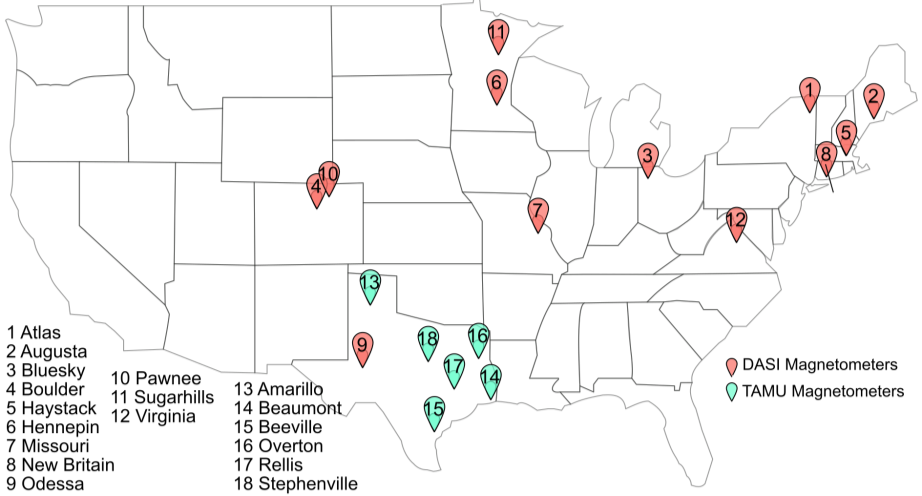 11
6
1
2
5
8
3
10
4
7
12
13
9
18
16
17
14
15
DASI Magnetometers
TAMU Magnetometers
1 Atlas
2 Augusta
3 Bluesky
4 Boulder
5 Haystack
6 Hennepin
7 Missouri
8 New Britain
9 Odessa
10 Pawnee
11 Sugarhills
12 Virginia
13 Amarillo
14 Beaumont
15 Beeville
16 Overton
17 Rellis
18 Stephenville